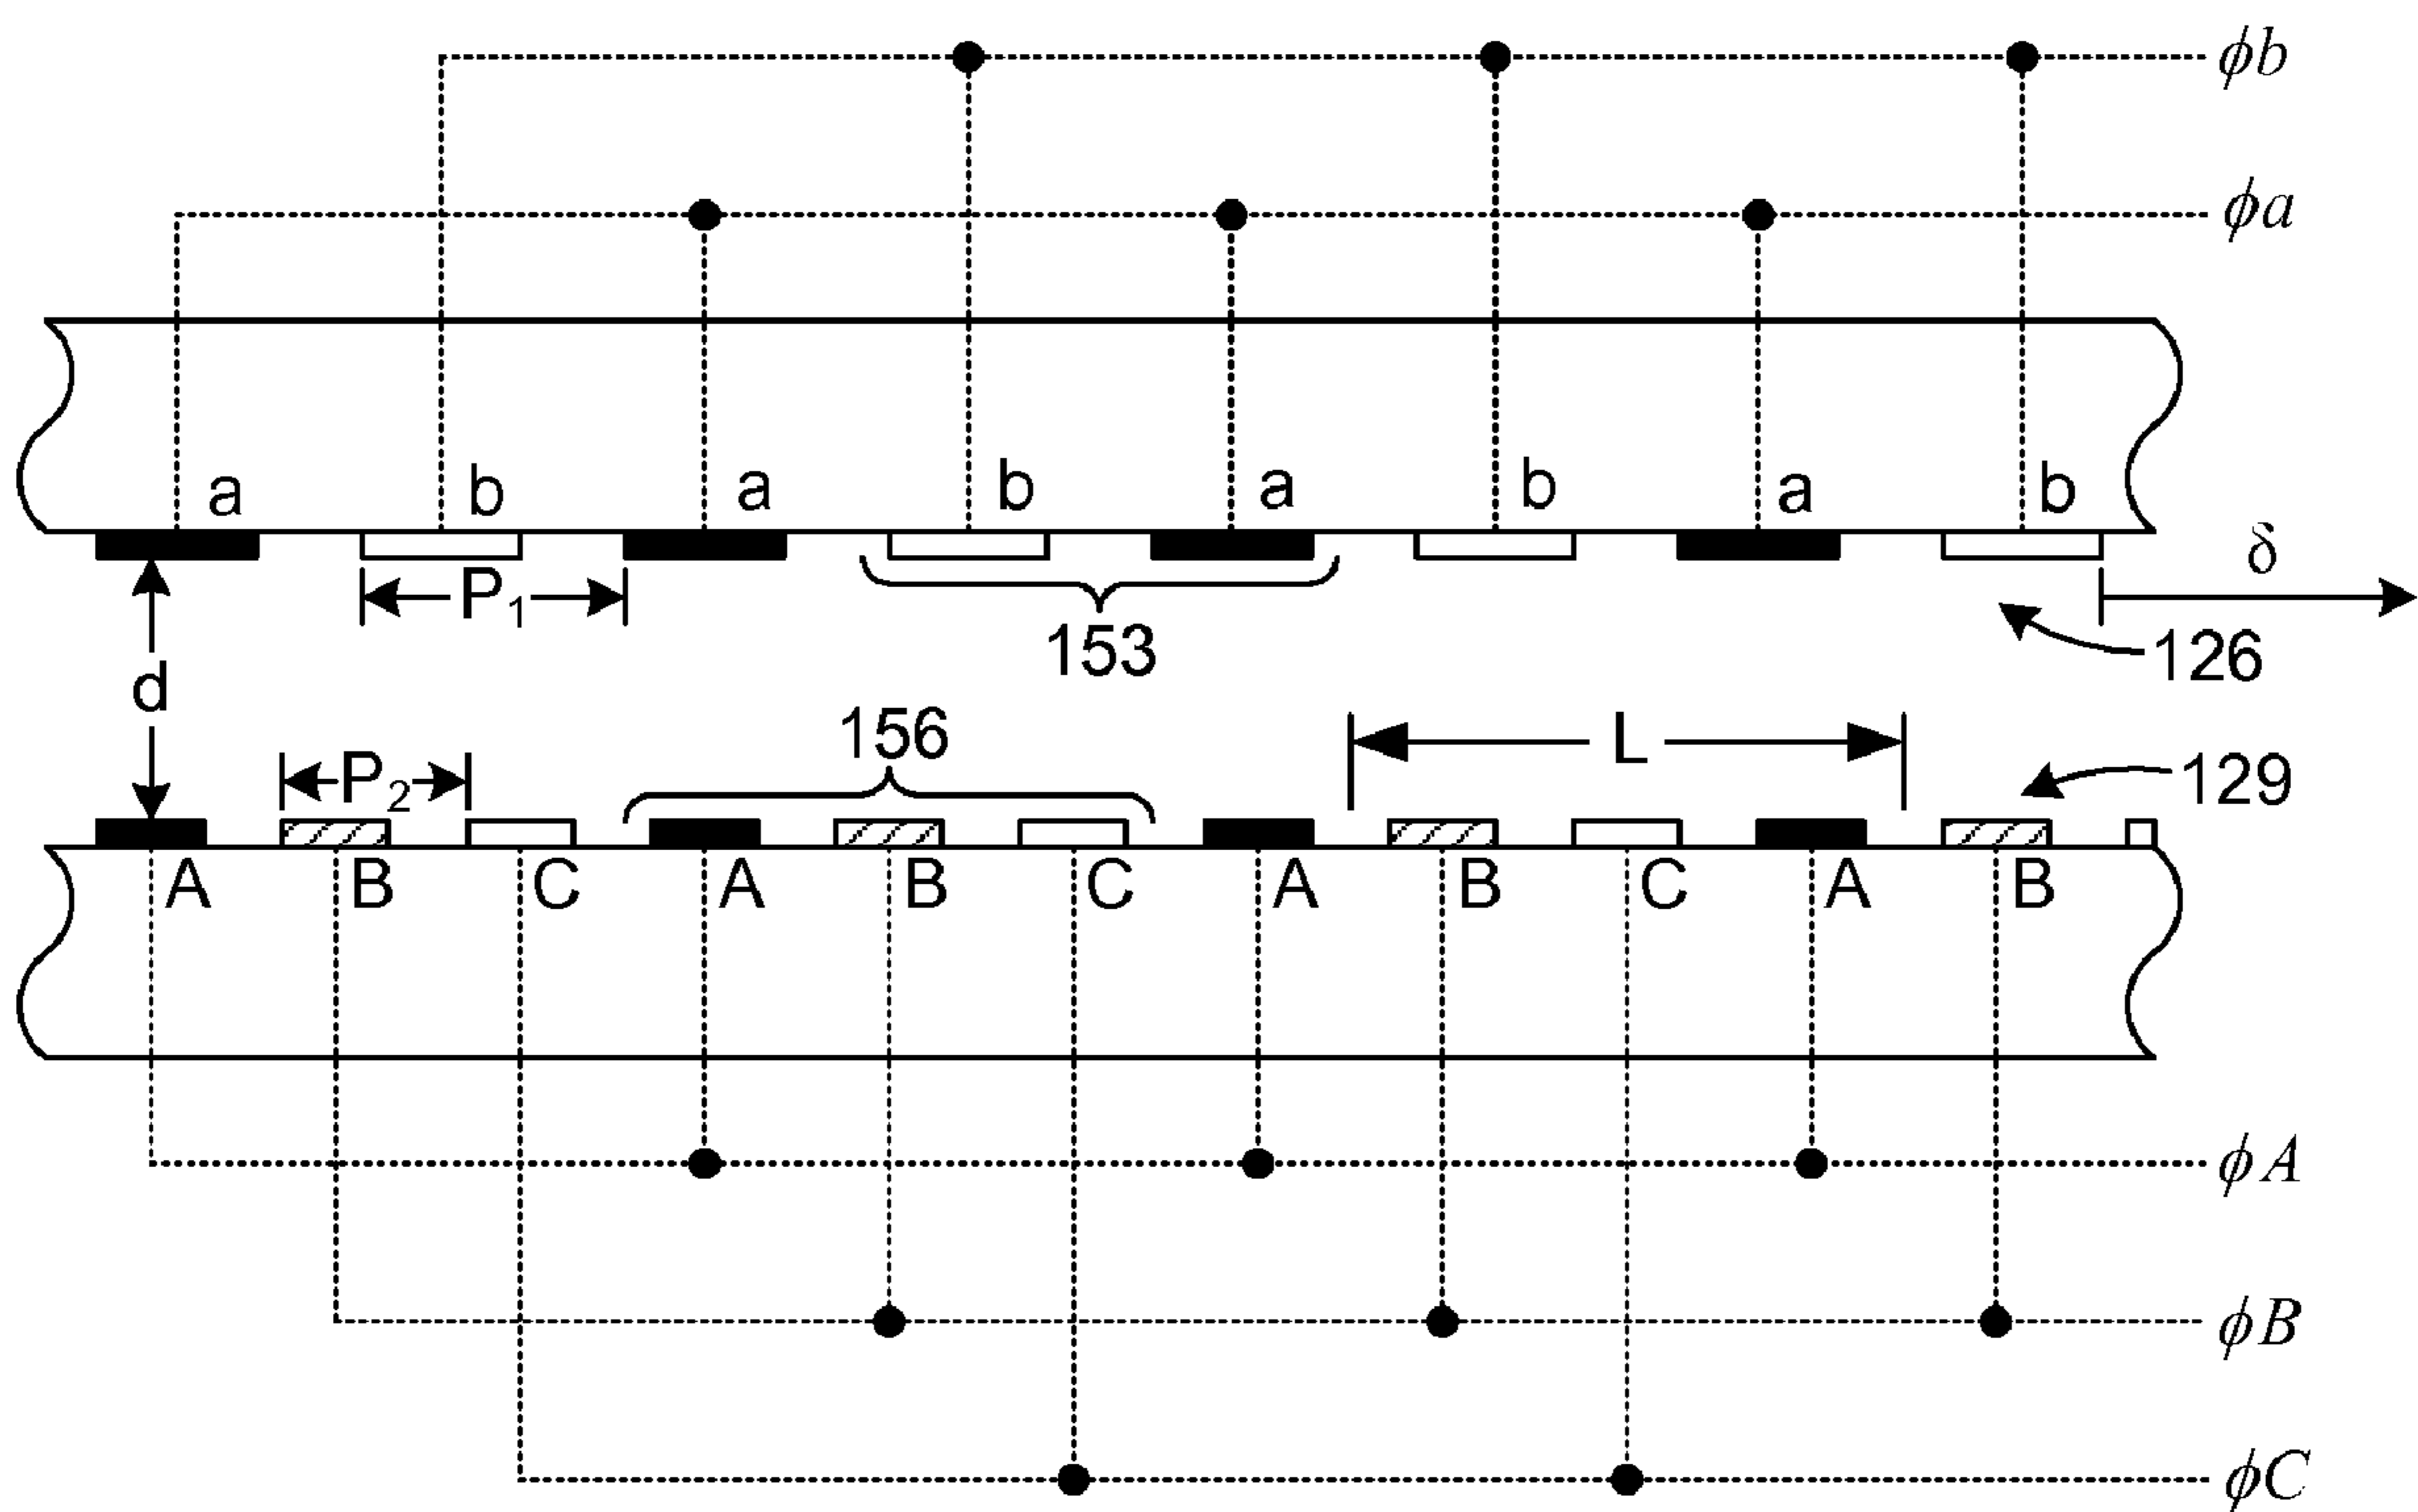 ϕb
ϕa
a b a b a b a b
δ
P1
153
126
d
156
L
P2
129
A B C A B C A B C A B
ϕA
ϕB
ϕC